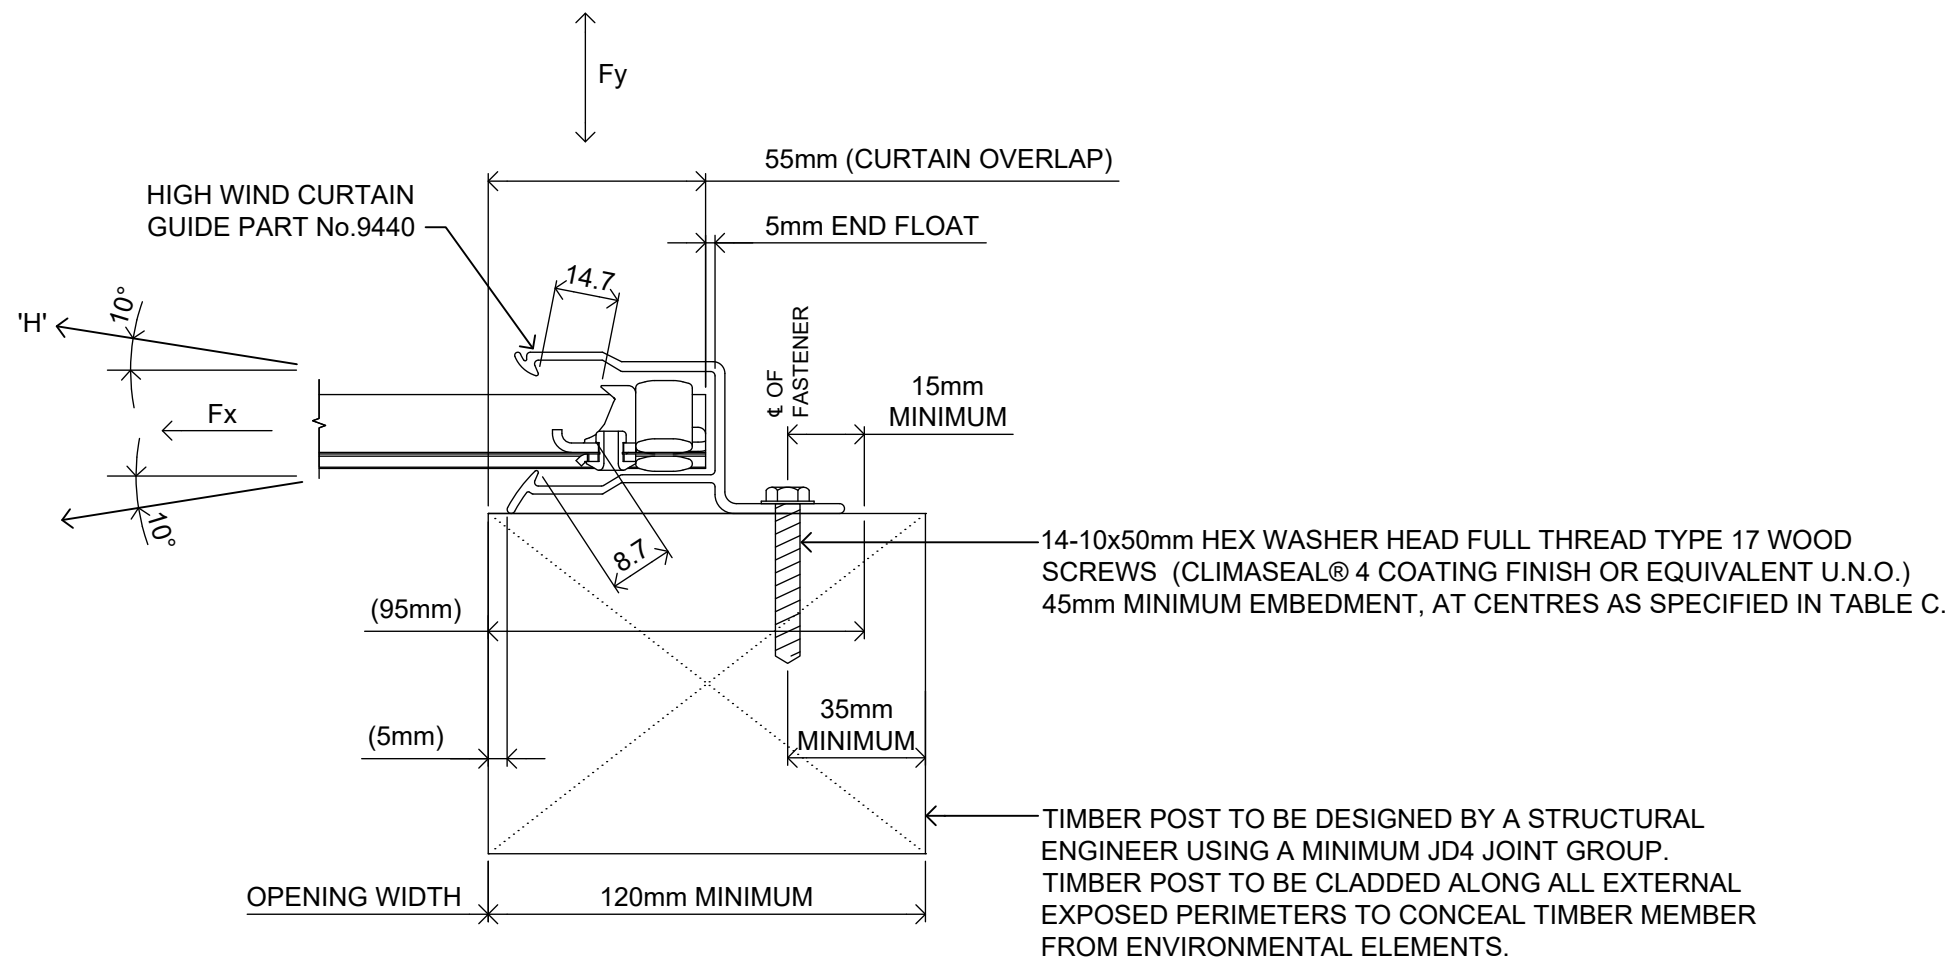 Fy
55mm (CURTAIN OVERLAP)
HIGH WIND CURTAIN
GUIDE PART No.9440
5mm END FLOAT
14.7
10°
'H'
℄ OF
FASTENER
15mm
MINIMUM
Fx
10°
8.7
14-10x50mm HEX WASHER HEAD FULL THREAD TYPE 17 WOOD
SCREWS (CLIMASEAL® 4 COATING FINISH OR EQUIVALENT U.N.O.)
45mm MINIMUM EMBEDMENT, AT CENTRES AS SPECIFIED IN TABLE C.
(95mm)
35mm
MINIMUM
(5mm)
TIMBER POST TO BE DESIGNED BY A STRUCTURAL
ENGINEER USING A MINIMUM JD4 JOINT GROUP.
TIMBER POST TO BE CLADDED ALONG ALL EXTERNAL
EXPOSED PERIMETERS TO CONCEAL TIMBER MEMBER
FROM ENVIRONMENTAL ELEMENTS.
OPENING WIDTH
120mm MINIMUM